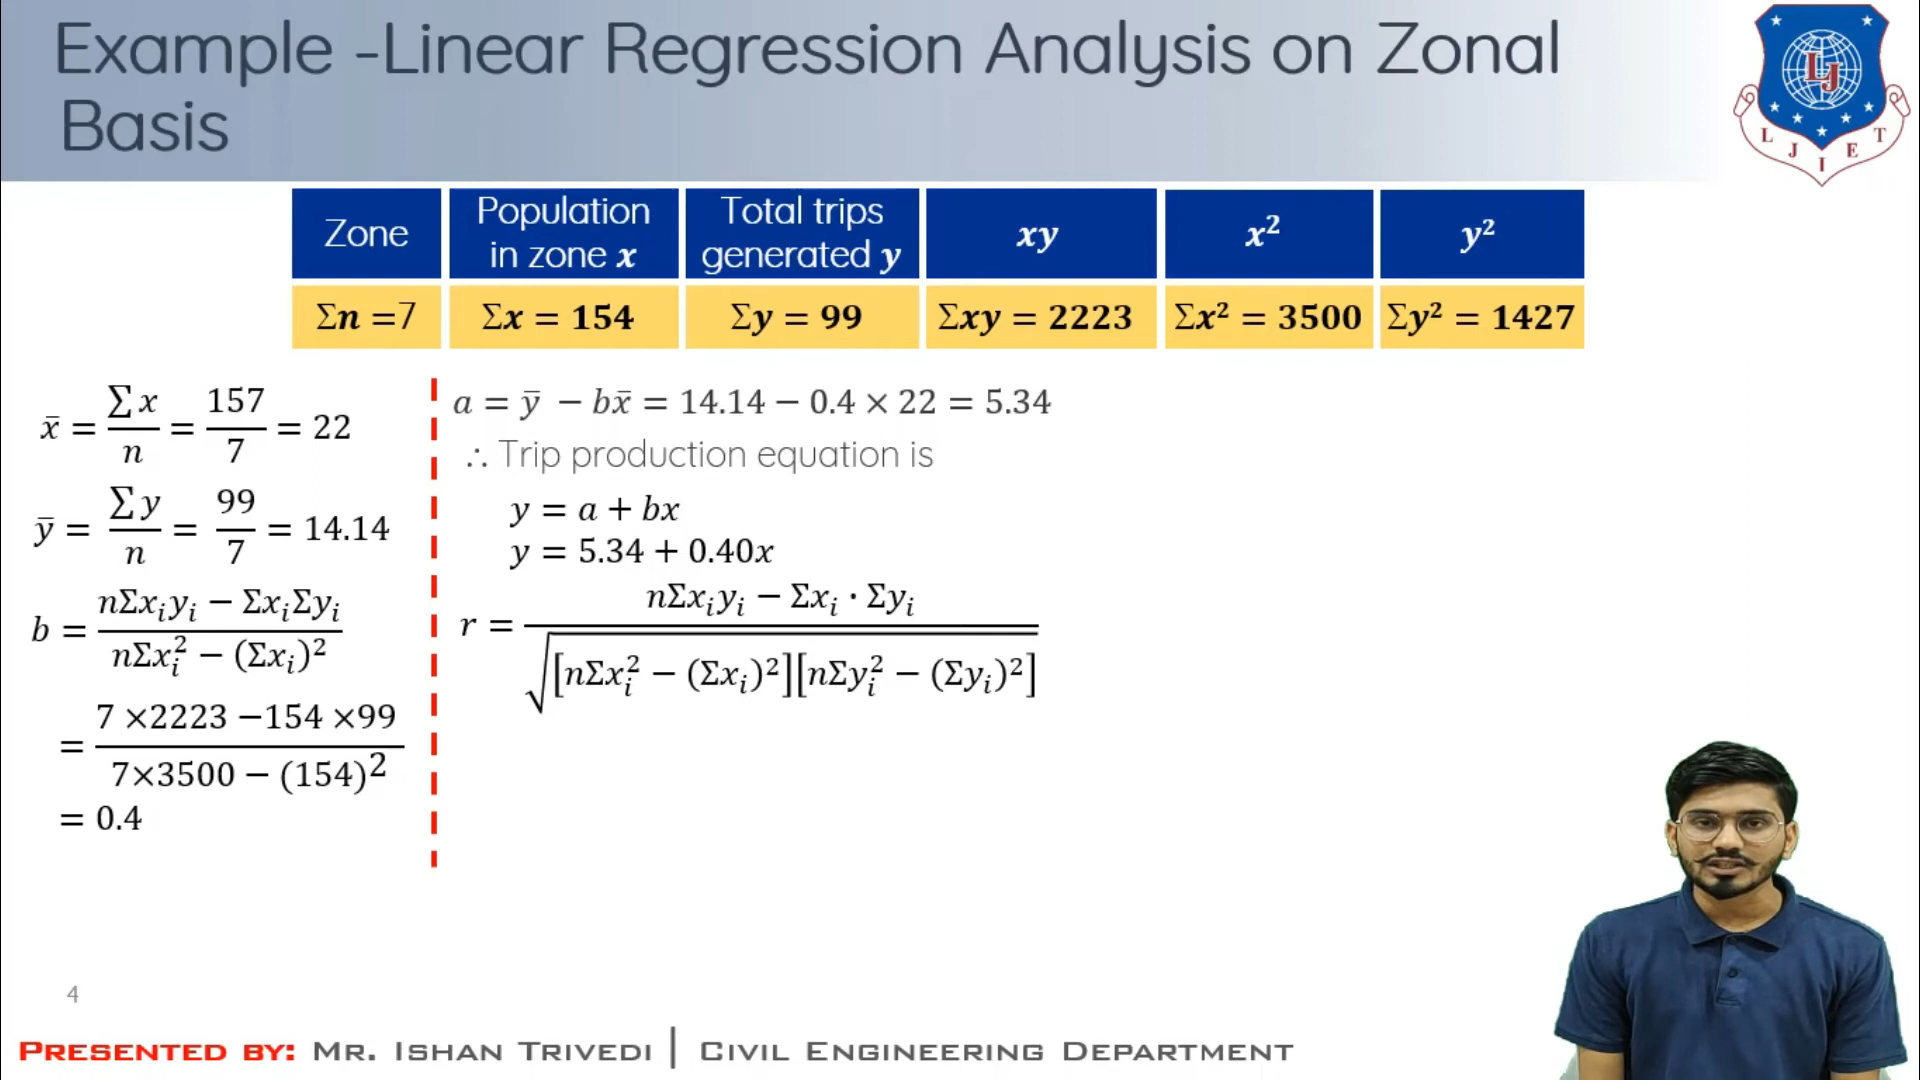 Example -Linear Regression Analysis on Zonal
Basis
L J I E T
LJ
Zone
Population
in zone x
Total trips
generated y
xy
x²
y²
Σn =7
Σx = 154
Σy = 99
Σxy = 2223
Σx² = 3500
Σy² = 1427
x̄ = ∑x/n = 157/7 = 22
ȳ = ∑y/n = 99/7 = 14.14
b = (nΣxᵢyᵢ − ΣxᵢΣyᵢ)/(nΣxᵢ² − (Σxᵢ)²)
= (7 ×2223 −154 ×99)/(7×3500 − (154)²)
= 0.4
a = ȳ − bx̄ = 14.14 − 0.4 × 22 = 5.34
∴ Trip production equation is
y = a + bx
y = 5.34 + 0.40x
r = (nΣxᵢyᵢ − Σxᵢ · Σyᵢ)/√([nΣxᵢ² − (Σxᵢ)²][nΣyᵢ² − (Σyᵢ)²])
4
PRESENTED BY: MR. ISHAN TRIVEDI | CIVIL ENGINEERING DEPARTMENT